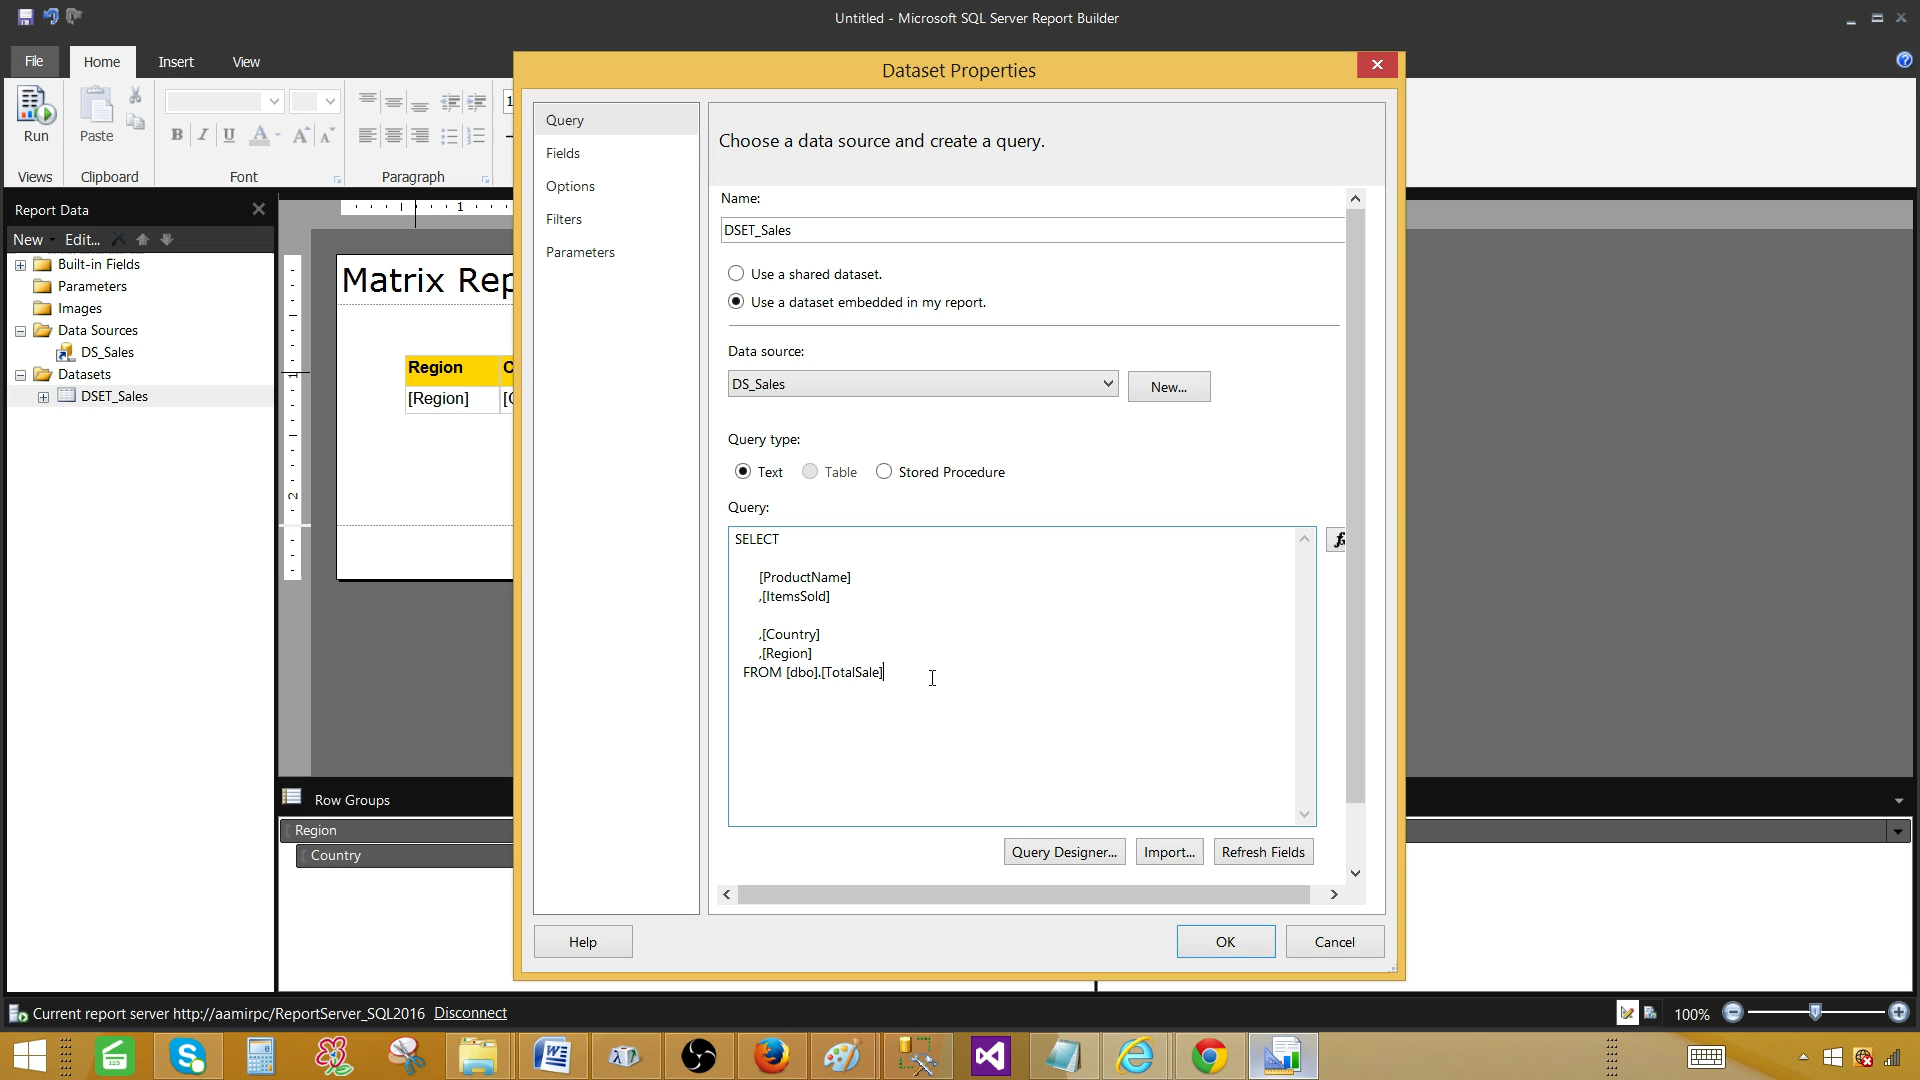 Untitled - Microsoft SQL Server Report Builder
File
Home
Insert
View
Run
Paste
Views
Clipboard
Font
Paragraph
Dataset Properties
Query
Fields
Options
Filters
Parameters
Choose a data source and create a query.
Name:
DSET_Sales
Use a shared dataset.
Use a dataset embedded in my report.
Data source:
DS_Sales
New...
Query type:
Text
Table
Stored Procedure
Query:
SELECT
[ProductName]
,[ItemsSold]
,[Country]
,[Region]
FROM [dbo].[TotalSale]
Query Designer...
Import...
Refresh Fields
Help
OK
Cancel
Report Data
New
Edit...
Built-in Fields
Parameters
Images
Data Sources
DS_Sales
Datasets
DSET_Sales
1
Matrix Rep
Region
C
[Region]
[C
1
2
Row Groups
Region
Country
Current report server http://aamirpc/ReportServer_SQL2016 Disconnect
100%